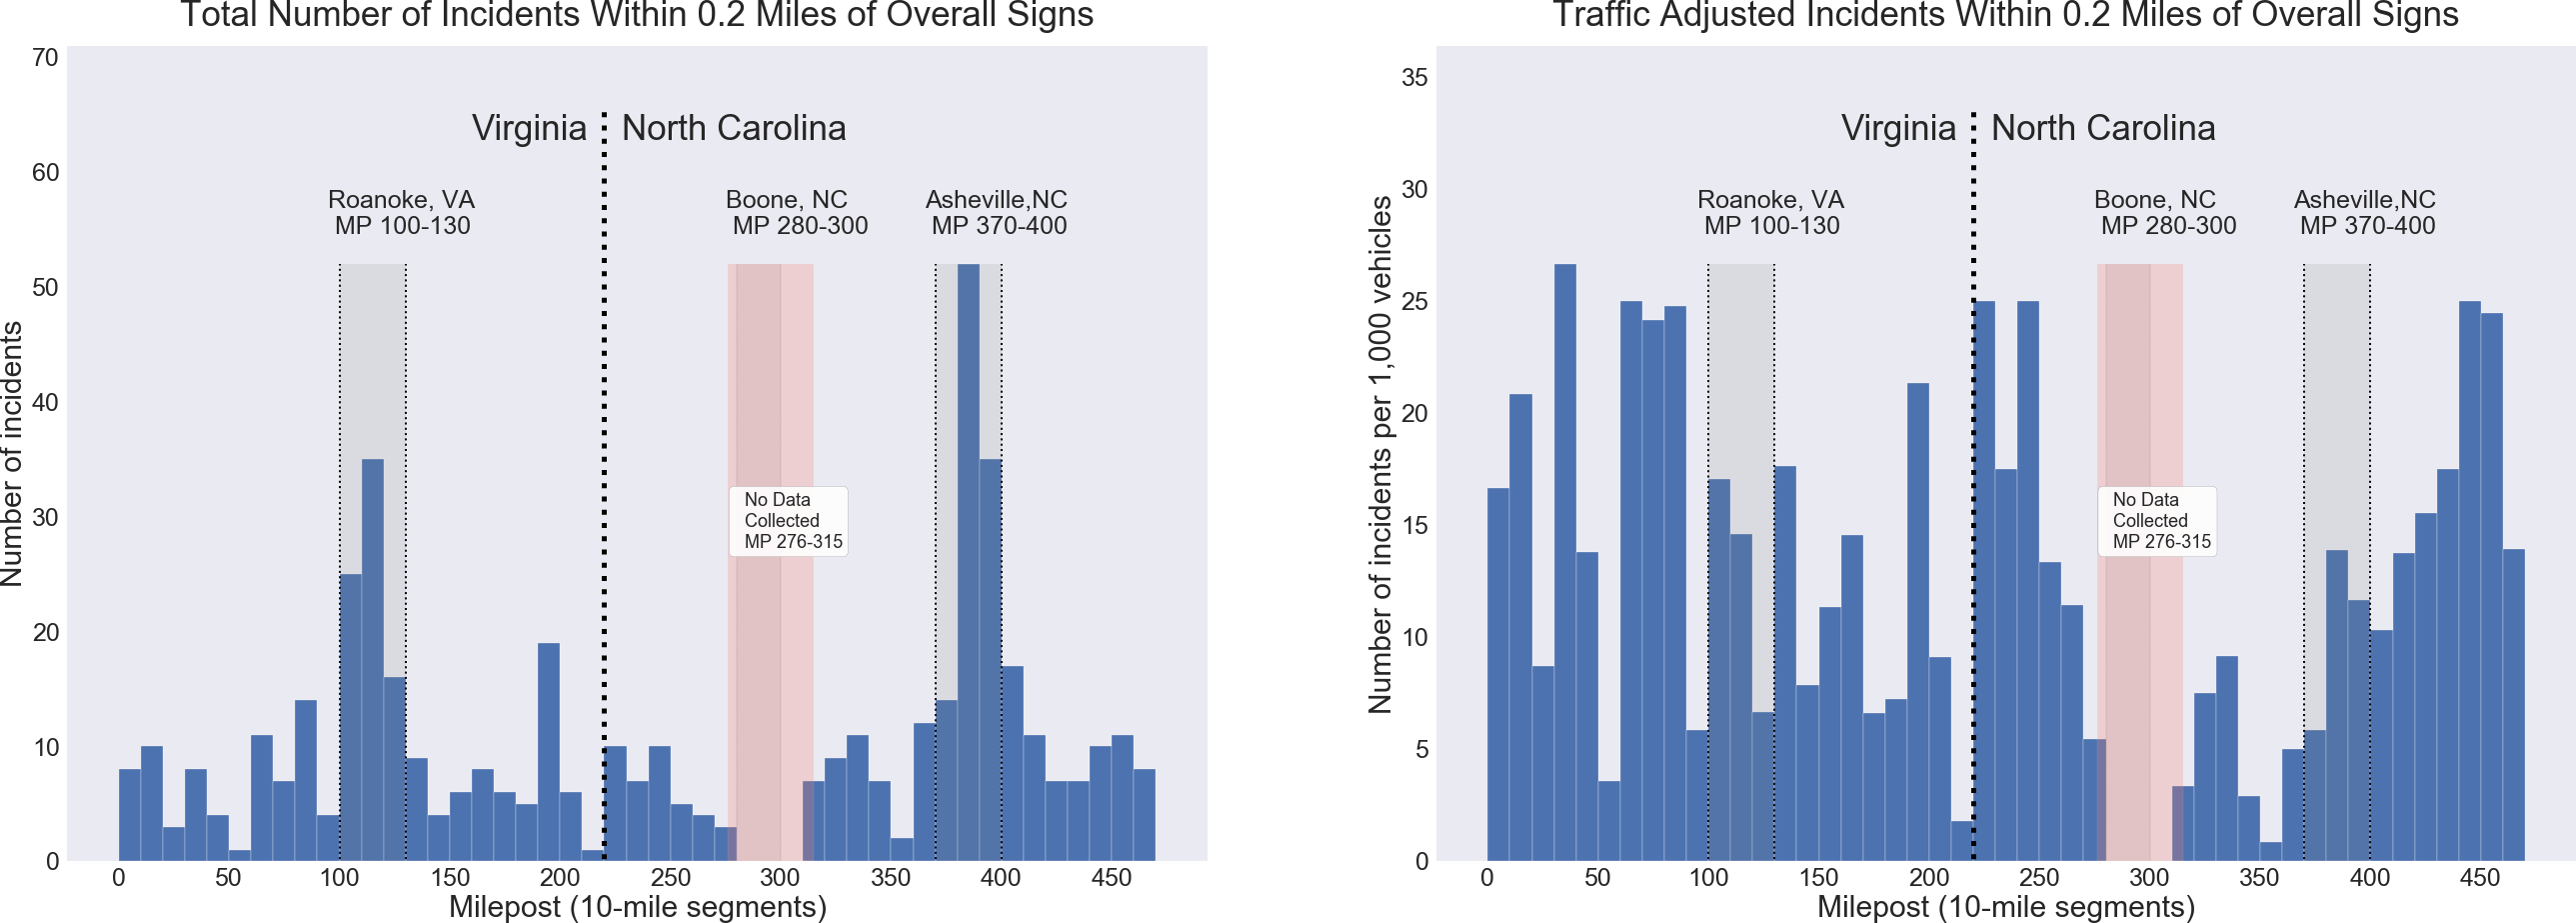 Total Number of Incidents Within 0.2 Miles of Overall Signs
Number of incidents
70
60
50
40
30
20
10
0
Virginia
North Carolina
Roanoke, VA
MP 100-130
Boone, NC
MP 280-300
Asheville,NC
MP 370-400
No Data
Collected
MP 276-315
0 50 100 150 200 250 300 350 400 450
Milepost (10-mile segments)
Traffic Adjusted Incidents Within 0.2 Miles of Overall Signs
Number of incidents per 1,000 vehicles
35
30
25
20
15
10
5
0
Virginia
North Carolina
Roanoke, VA
MP 100-130
Boone, NC
MP 280-300
Asheville,NC
MP 370-400
No Data
Collected
MP 276-315
0 50 100 150 200 250 300 350 400 450
Milepost (10-mile segments)